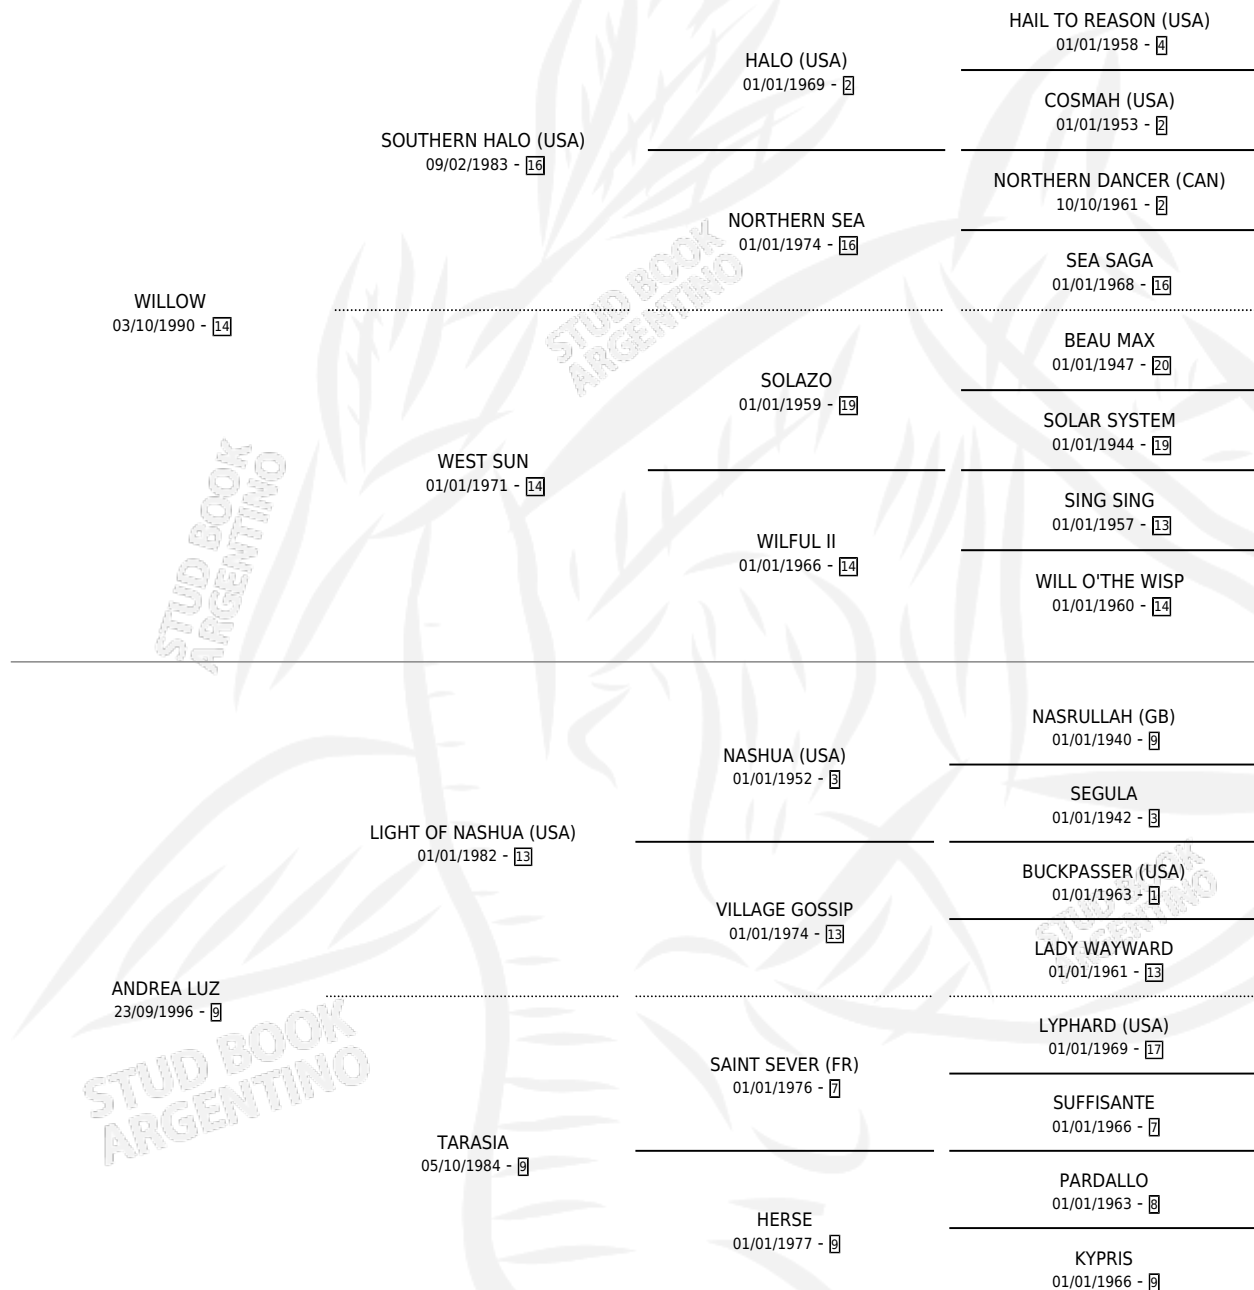 HAIL TO REASON (USA)
01/01/1958 - 4
HALO (USA)
01/01/1969 - 2
COSMAH (USA)
01/01/1953 - 2
SOUTHERN HALO (USA)
09/02/1983 - 16
NORTHERN DANCER (CAN)
10/10/1961 - 2
NORTHERN SEA
01/01/1974 - 16
SEA SAGA
01/01/1968 - 16
WILLOW
03/10/1990 - 14
STUD BOOK
ARGENTINO
BEAU MAX
01/01/1947 - 20
SOLAZO
01/01/1959 - 19
SOLAR SYSTEM
01/01/1944 - 19
WEST SUN
01/01/1971 - 14
SING SING
01/01/1957 - 13
WILFUL II
01/01/1966 - 14
WILL O'THE WISP
01/01/1960 - 14
STUD BOOK
ARGENTINO
NASRULLAH (GB)
01/01/1940 - 9
NASHUA (USA)
01/01/1952 - 3
SEGULA
01/01/1942 - 3
LIGHT OF NASHUA (USA)
01/01/1982 - 13
BUCKPASSER (USA)
01/01/1963 - 1
VILLAGE GOSSIP
01/01/1974 - 13
LADY WAYWARD
01/01/1961 - 13
STUD BOOK
ARGENTINO
ANDREA LUZ
23/09/1996 - 9
LYPHARD (USA)
01/01/1969 - 17
SAINT SEVER (FR)
01/01/1976 - 7
SUFFISANTE
01/01/1966 - 7
STUD BOOK
ARGENTINO
TARASIA
05/10/1984 - 9
PARDALLO
01/01/1963 - 8
HERSE
01/01/1977 - 9
KYPRIS
01/01/1966 - 9